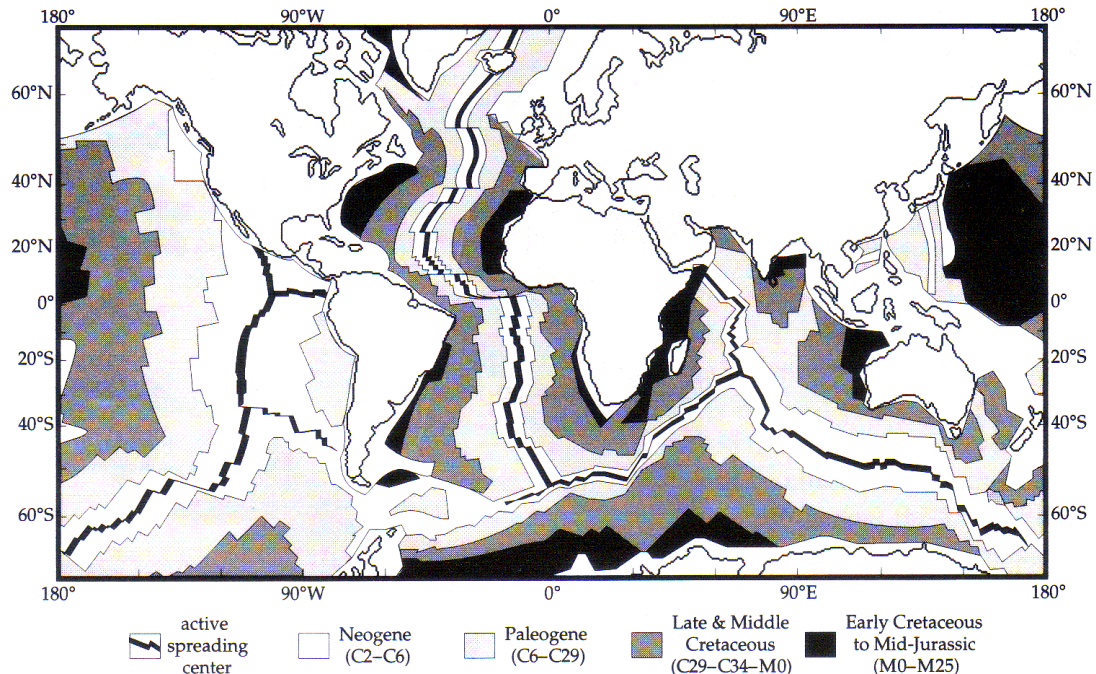 180° 90°W 0° 90°E 180°
60°N 60°N
40°N 40°N
20°N 20°N
0° 0°
20°S 20°S
40°S 40°S
60°S 60°S
180° 90°W 0° 90°E 180°
active
spreading
center
Neogene
(C2–C6)
Paleogene
(C6–C29)
Late & Middle
Cretaceous
(C29–C34–M0)
Early Cretaceous
to Mid-Jurassic
(M0–M25)